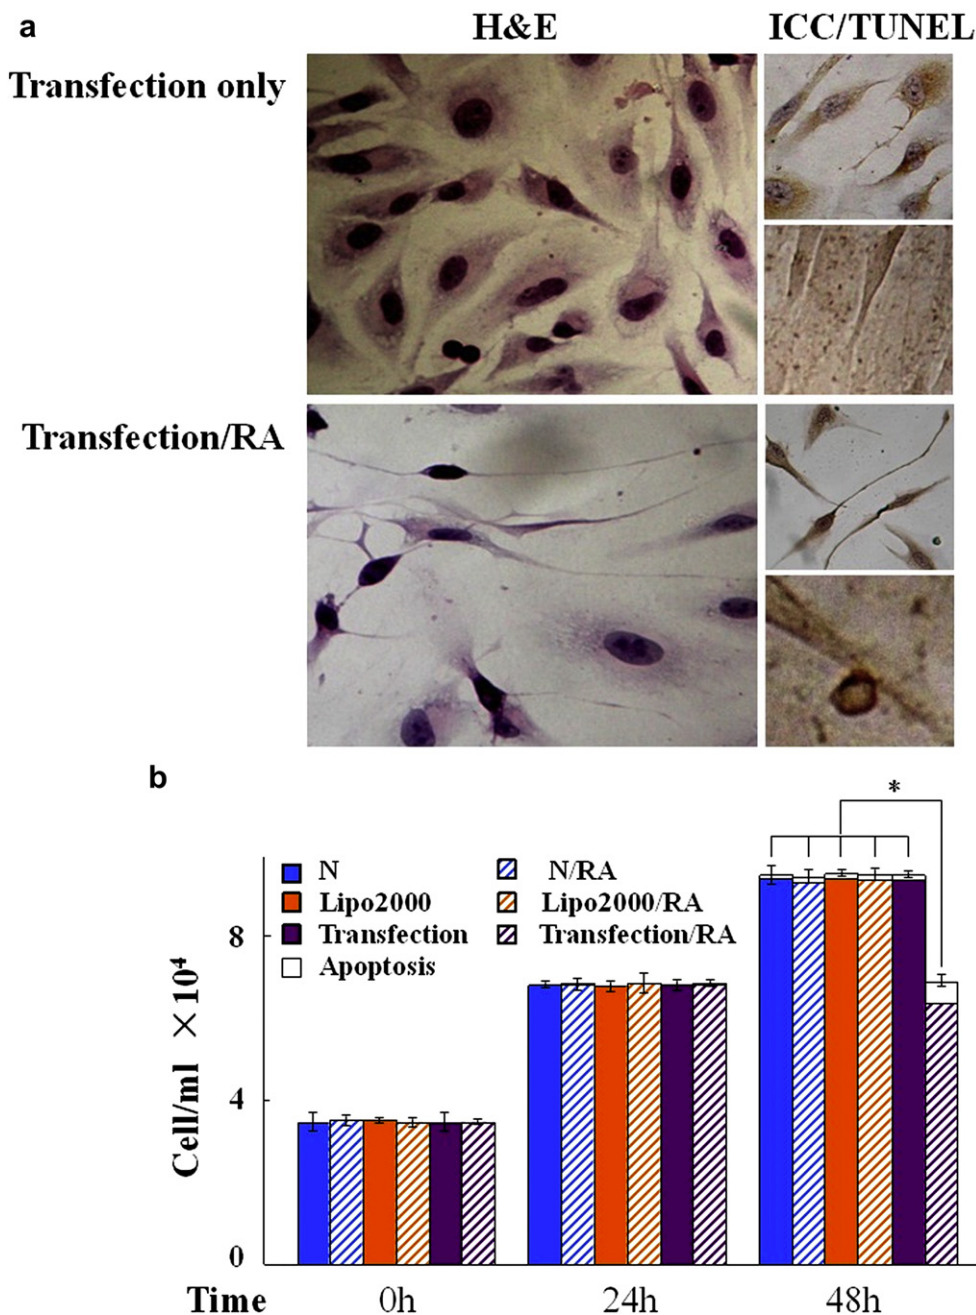 a
H&E
ICC/TUNEL
Transfection only
Transfection/RA
b
*
N
N/RA
Lipo2000
Lipo2000/RA
Transfection
Transfection/RA
Apoptosis
Cell/ml ×10⁴
8
4
0
Time 0h 24h 48h